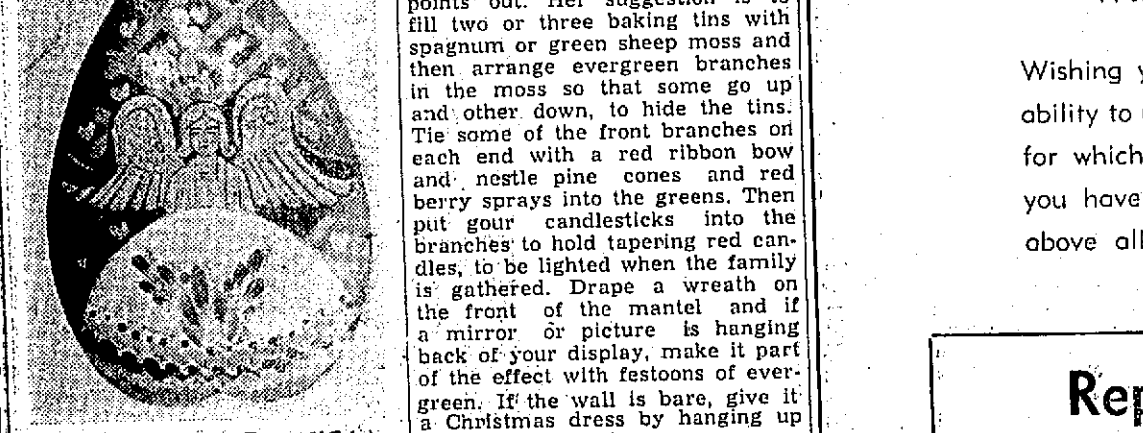 points out. Her suggestion is to
fill two or three baking tins with
spagnum or green sheep moss and
then arrange evergreen branches
in the moss so that some go up
and other down, to hide the tins.
Tie some of the front branches on
each end with a red ribbon bow
and nestle pine cones and red
berry sprays into the greens. Then
put gour candlesticks into the
branches to hold tapering red can-
dles, to be lighted when the family
is gathered. Drape a wreath on
the front of the mantel and if
a mirror or picture is hanging
back of your display, make it part
of the effect with festoons of ever-
green. If the wall is bare, give it
a Christmas dress by hanging up
Wishing
ability to
for which
you have
above all
Rep